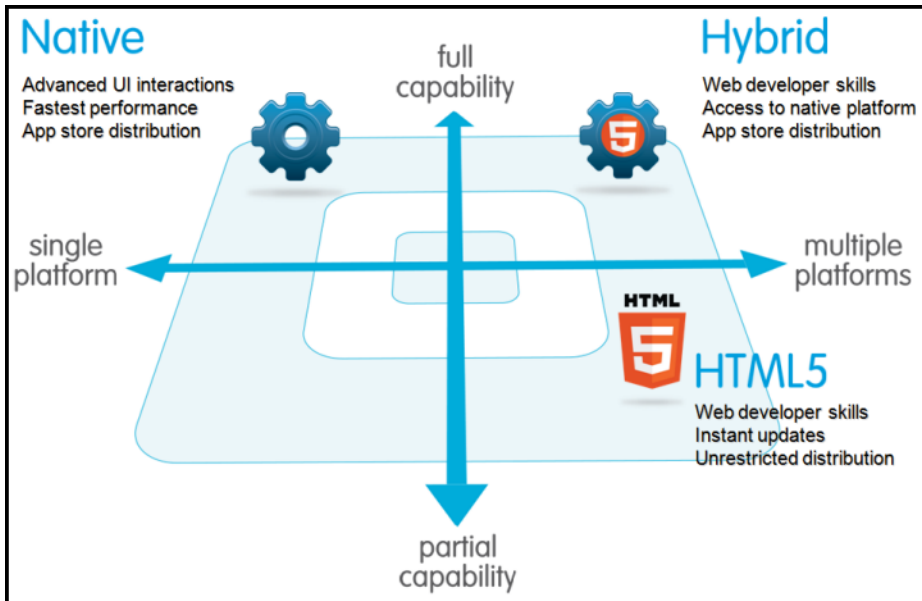 Native
Advanced UI interactions
Fastest performance
App store distribution
full
capability
Hybrid
Web developer skills
Access to native platform
App store distribution
5
single
platform
multiple
platforms
HTML
5
HTML5
Web developer skills
Instant updates
Unrestricted distribution
partial
capability